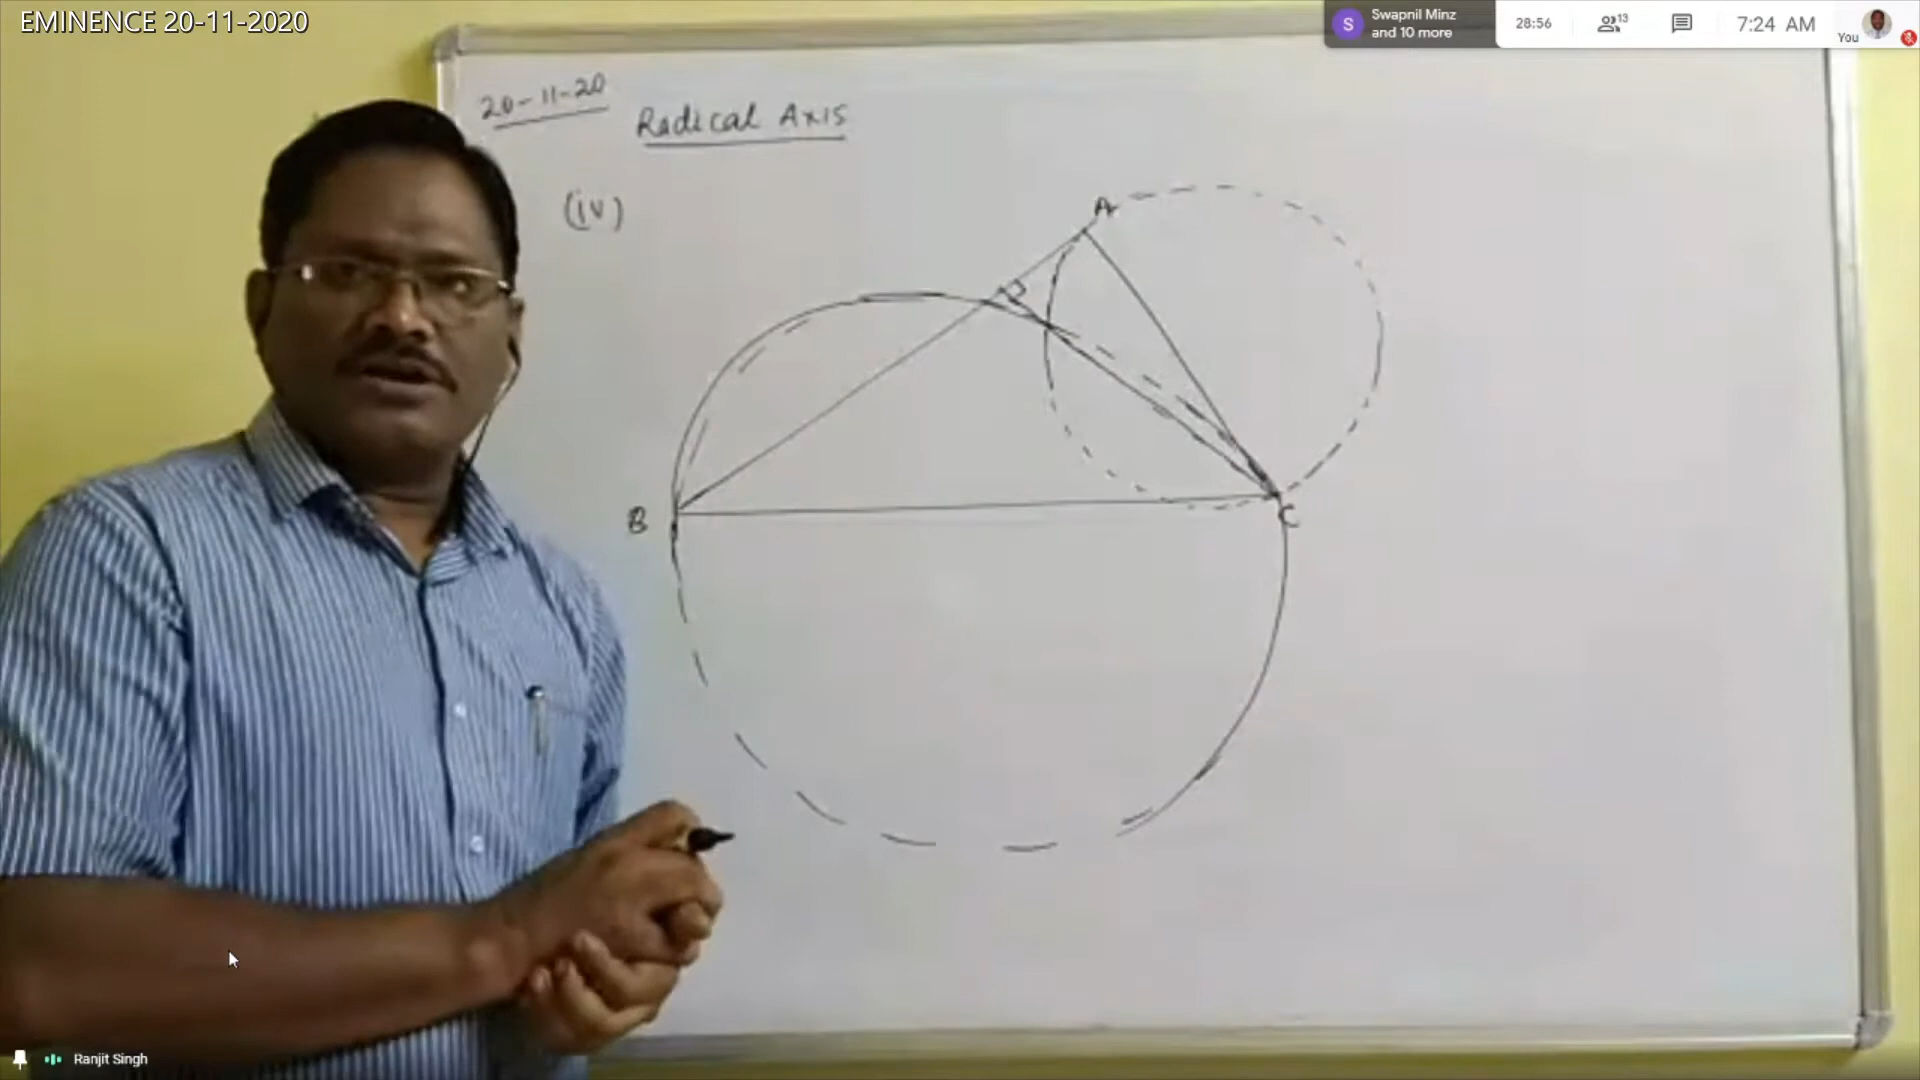 EMINENCE 20-11-2020
Swapnil Minz
and 10 more
28:56
13
7:24 AM
You
S
20-11-20
Radical Axis
(iv)
A
B
C
Ranjit Singh